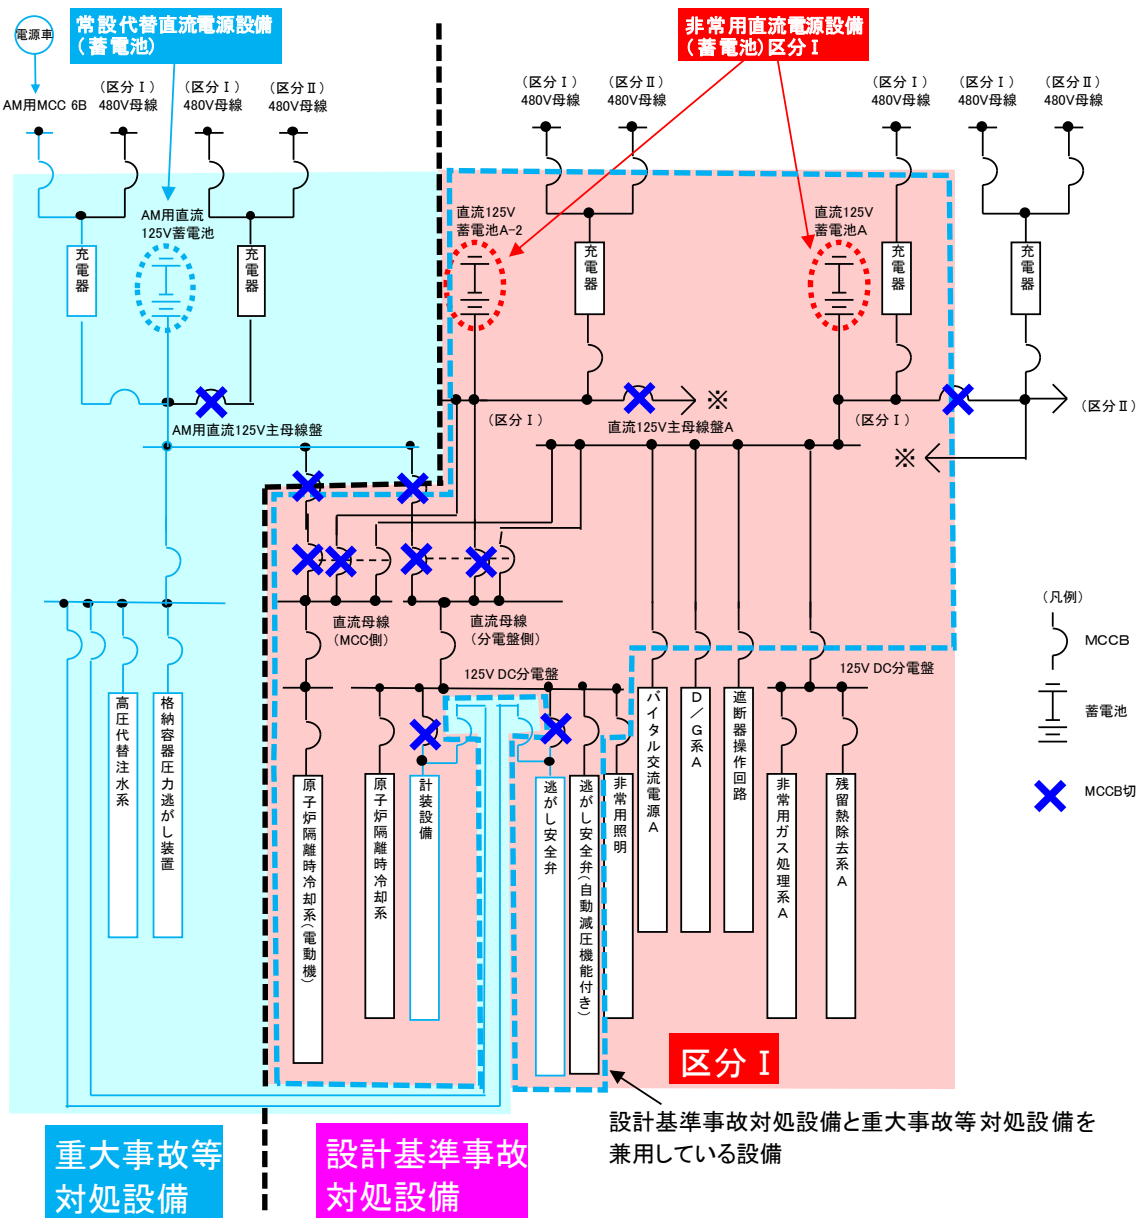 電源車
常設代替直流電源設備
(蓄電池)
非常用直流電源設備
(蓄電池)区分Ⅰ
AM用MCC 6B
(区分Ⅰ)
480V母線
(区分Ⅰ)
480V母線
(区分Ⅱ)
480V母線
(区分Ⅰ)
480V母線
(区分Ⅱ)
480V母線
(区分Ⅰ)
480V母線
(区分Ⅰ)
480V母線
(区分Ⅱ)
480V母線
AM用直流
125V蓄電池
直流125V
蓄電池A-2
直流125V
蓄電池A
充電器
充電器
充電器
充電器
充電器
※
(区分Ⅰ)
(区分Ⅰ)
(区分Ⅱ)
AM用直流125V主母線盤
直流125V主母線盤A
※
直流母線
(MCC側)
直流母線
(分電盤側)
125V DC分電盤
125V DC分電盤
高圧代替注水系
格納容器圧力逃がし装置
原子炉隔離時冷却系(電動機)
原子炉隔離時冷却系
計装設備
逃がし安全弁
逃がし安全弁(自動減圧機能付き)
非常用照明
バイタル交流電源A
D/G系A
遮断器操作回路
非常用ガス処理系A
残留熱除去系A
(凡例)
MCCB
蓄電池
MCCB切
区分Ⅰ
設計基準事故対処設備と重大事故等対処設備を
兼用している設備
重大事故等
対処設備
設計基準事故
対処設備